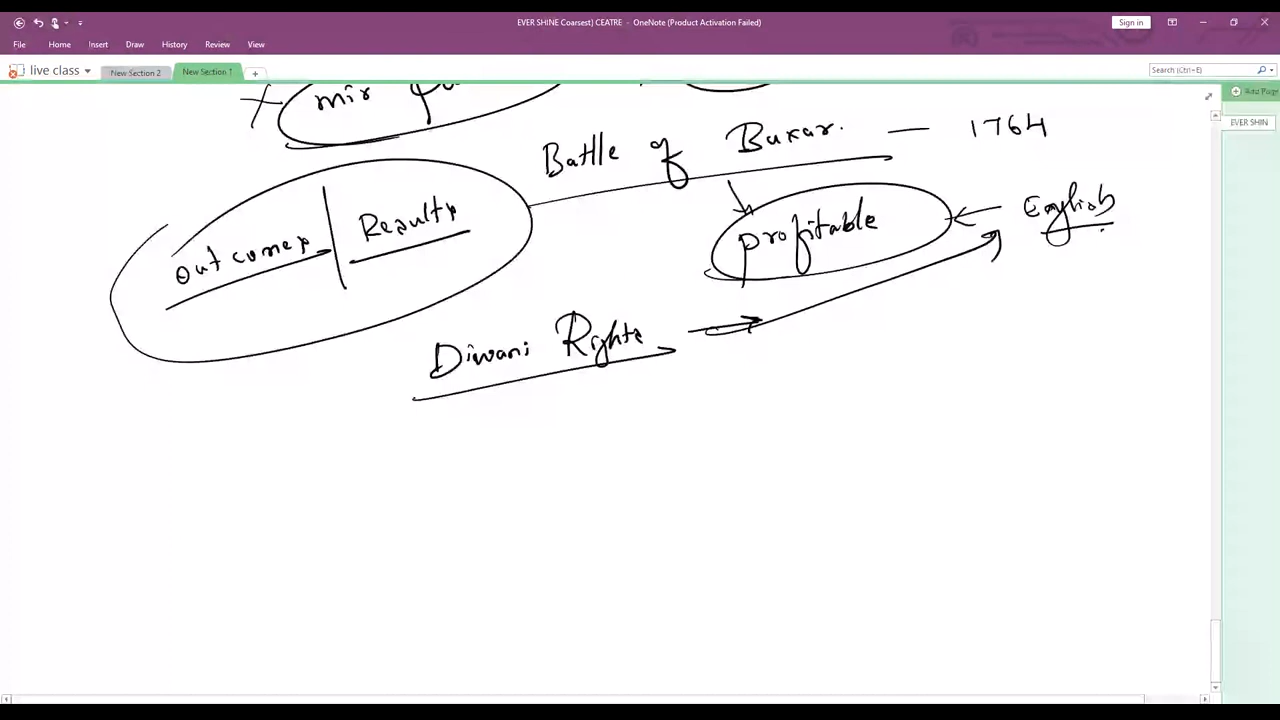 EVER SHINE Coarsest) CEATRE - OneNote (Product Activation Failed)
Sign in
File Home Insert Draw History Review View
live class New Section 2 New Section 1
Search (Ctrl+E)
Add Page
EVER SHIN
mir
Battle of Buxar. — 1764
outcomes Results
profitable
English
Diwani Rights